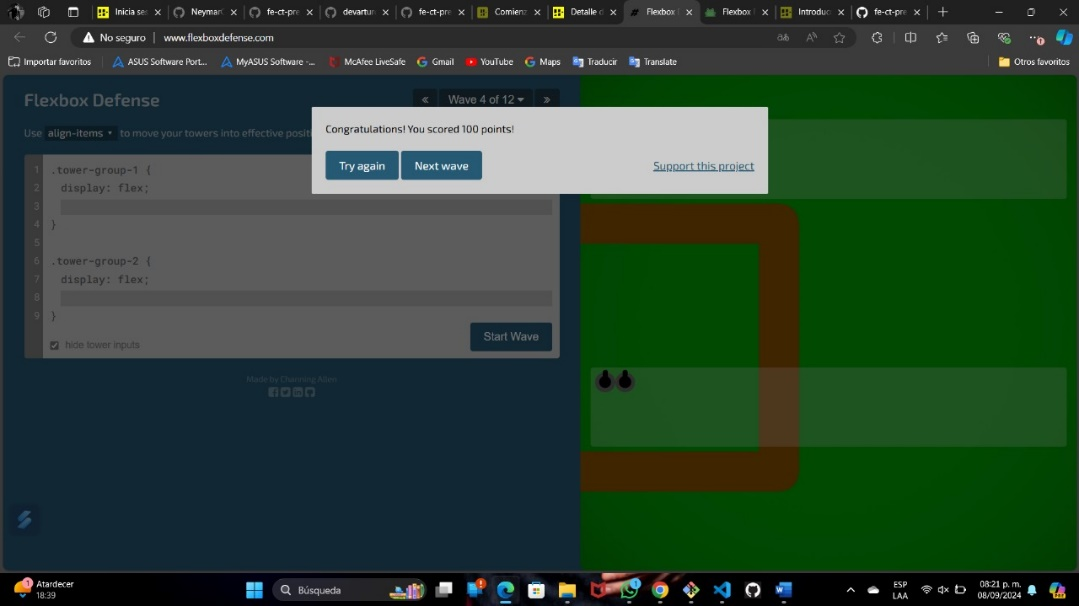 Inicia ses
Neymar
fe-ct-pre
devartur
fe-ct-pre
Comienz
Detalle d
Flexbox
Flexbox
Introduc
fe-ct-pre
No seguro | www.flexboxdefense.com
Importar favoritos
ASUS Software Port...
MyASUS Software -...
McAfee LiveSafe
Gmail
YouTube
Maps
Traducir
Translate
Otros favoritos
Flexbox Defense
« Wave 4 of 12 »
Use align-items to move your towers into effective positi
Congratulations! You scored 100 points!
Try again
Next wave
Support this project
1 .tower-group-1 {
2 display: flex;
3
4 }
5
6 .tower-group-2 {
7 display: flex;
8
9 }
hide tower inputs
Start Wave
Made by Channing Allen
1 Atardecer
18:39
Búsqueda
ESP
LAA
08:21 p. m.
08/09/2024